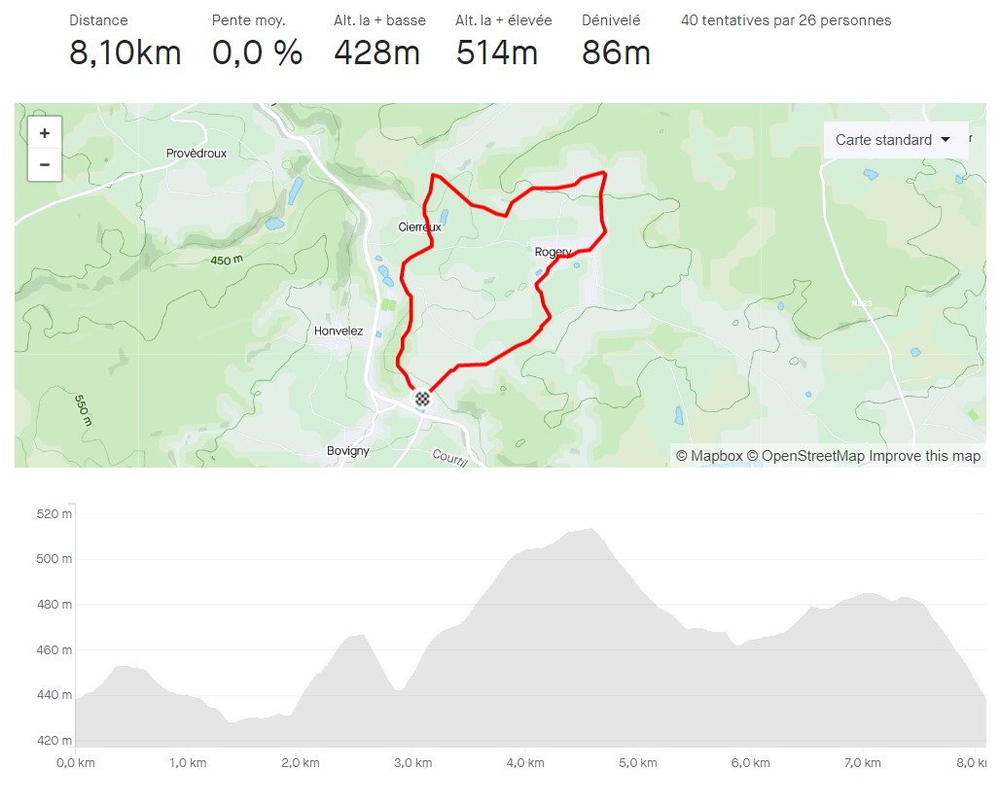 Distance
Pente moy.
Alt. la + basse
Alt. la + élevée
Dénivelé
40 tentatives par 26 personnes
8,10km
0,0 %
428m
514m
86m
+
−
Carte standard
Provèdroux
Cierreux
450 m
Rogery
Honvelez
550 m
Bovigny
Courtil
© Mapbox © OpenStreetMap Improve this map
520 m
500 m
480 m
460 m
440 m
420 m
0,0 km
1,0 km
2,0 km
3,0 km
4,0 km
5,0 km
6,0 km
7,0 km
8,0